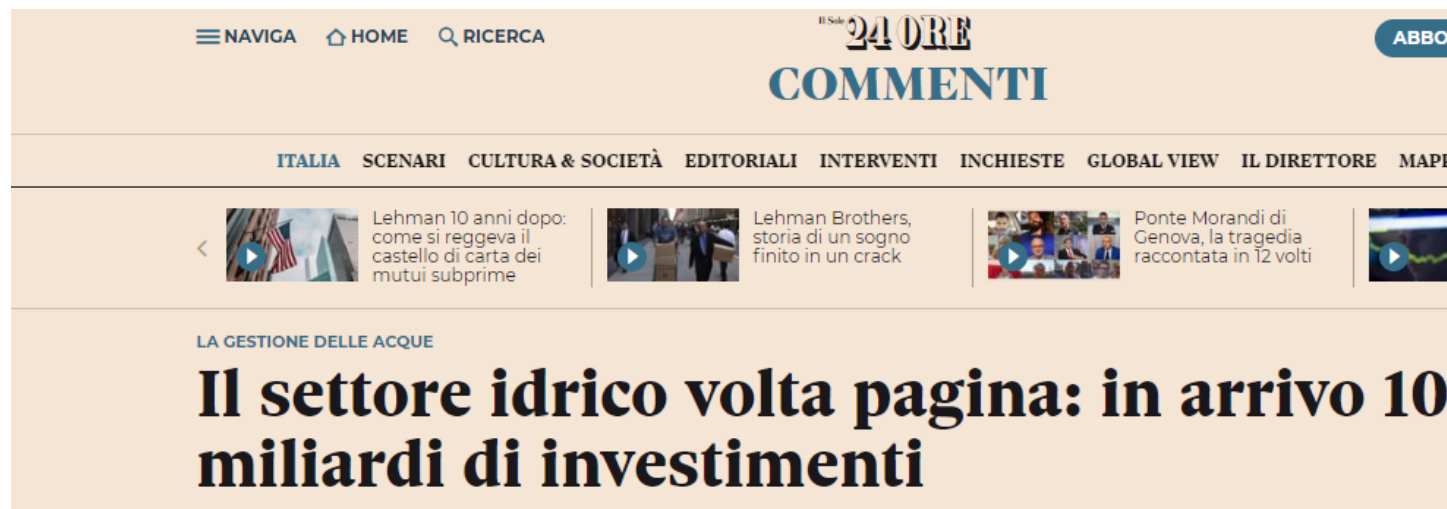 NAVIGA HOME RICERCA
Il Sole 24 ORE
ABBO
COMMENTI
ITALIA SCENARI CULTURA & SOCIETÀ EDITORIALI INTERVENTI INCHIESTE GLOBAL VIEW IL DIRETTORE MAPP
Lehman 10 anni dopo:
come si reggeva il
castello di carta dei
mutui subprime
Lehman Brothers,
storia di un sogno
finito in un crack
Ponte Morandi di
Genova, la tragedia
raccontata in 12 volti
LA GESTIONE DELLE ACQUE
Il settore idrico volta pagina: in arrivo 10
miliardi di investimenti